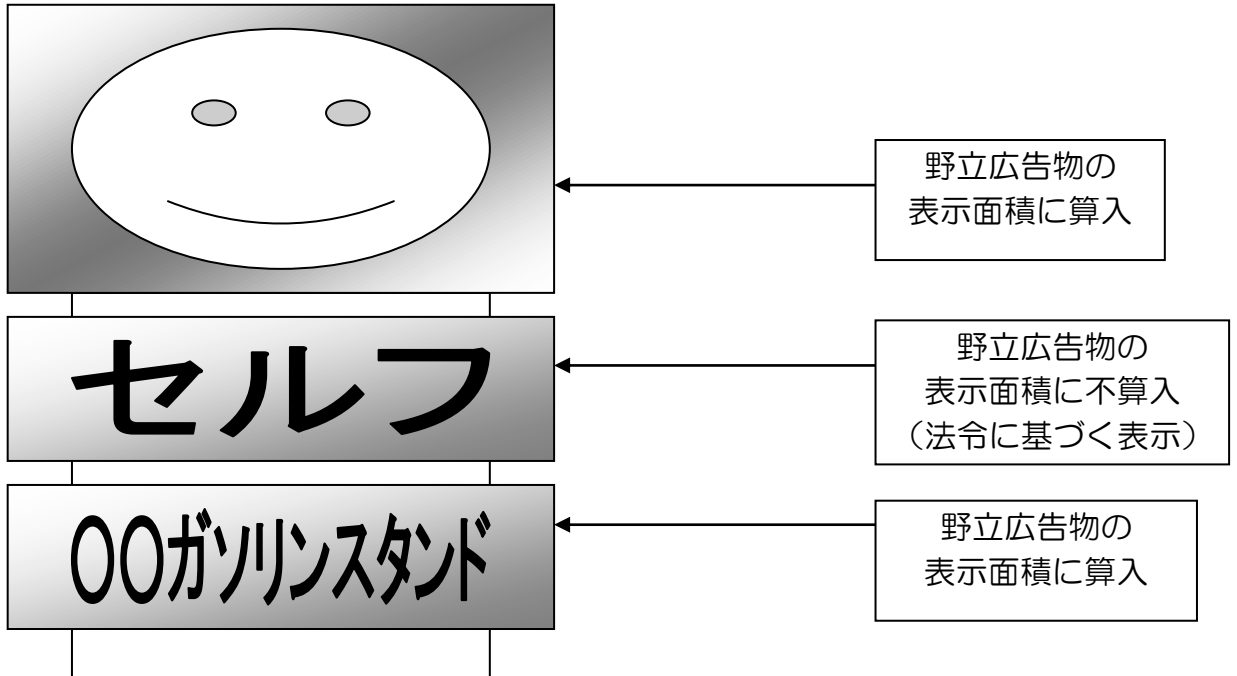 野立広告物の
表示面積に算入
セルフ
野立広告物の
表示面積に不算入
（法令に基づく表示）
〇〇ガソリンスタンド
野立広告物の
表示面積に算入